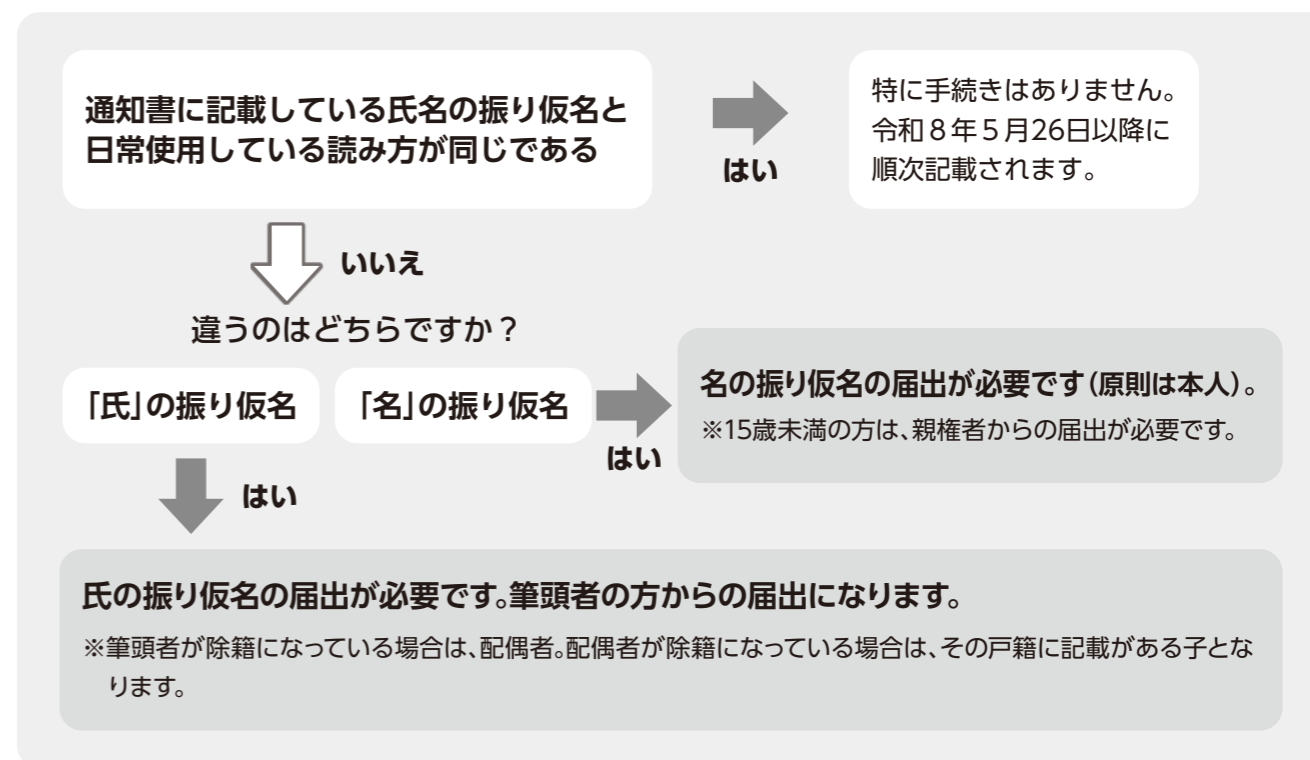 通知書に記載している氏名の振り仮名と
日常使用している読み方が同じである
はい
特に手続きはありません。
令和８年５月26日以降に
順次記載されます。
いいえ
違うのはどちらですか？
「氏」の振り仮名
「名」の振り仮名
はい
名の振り仮名の届出が必要です（原則は本人）。
※15歳未満の方は、親権者からの届出が必要です。
はい
氏の振り仮名の届出が必要です。筆頭者の方からの届出になります。
※筆頭者が除籍になっている場合は、配偶者。配偶者が除籍になっている場合は、その戸籍に記載がある子とな
ります。